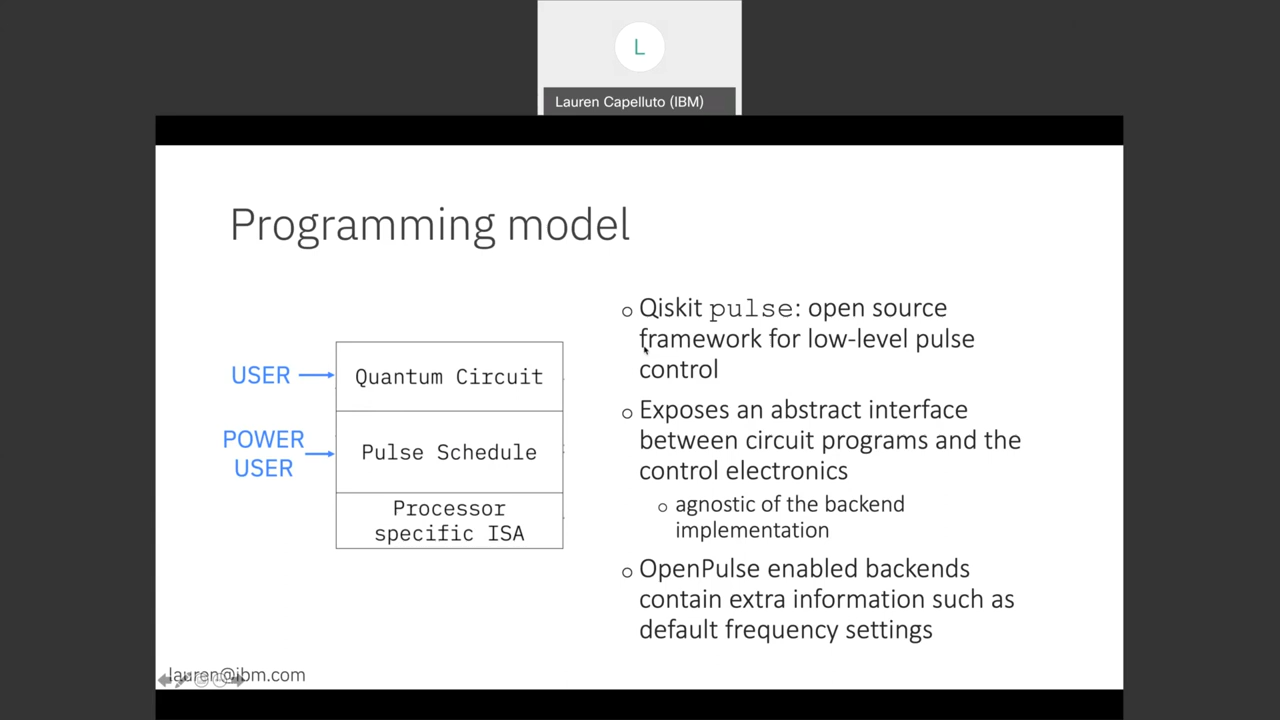 L
Lauren Capelluto (IBM)
Programming model
USER
Quantum Circuit
POWER
USER
Pulse Schedule
Processor
specific ISA
Qiskit pulse: open source
framework for low-level pulse
control
Exposes an abstract interface
between circuit programs and the
control electronics
agnostic of the backend
implementation
OpenPulse enabled backends
contain extra information such as
default frequency settings
lauren@ibm.com